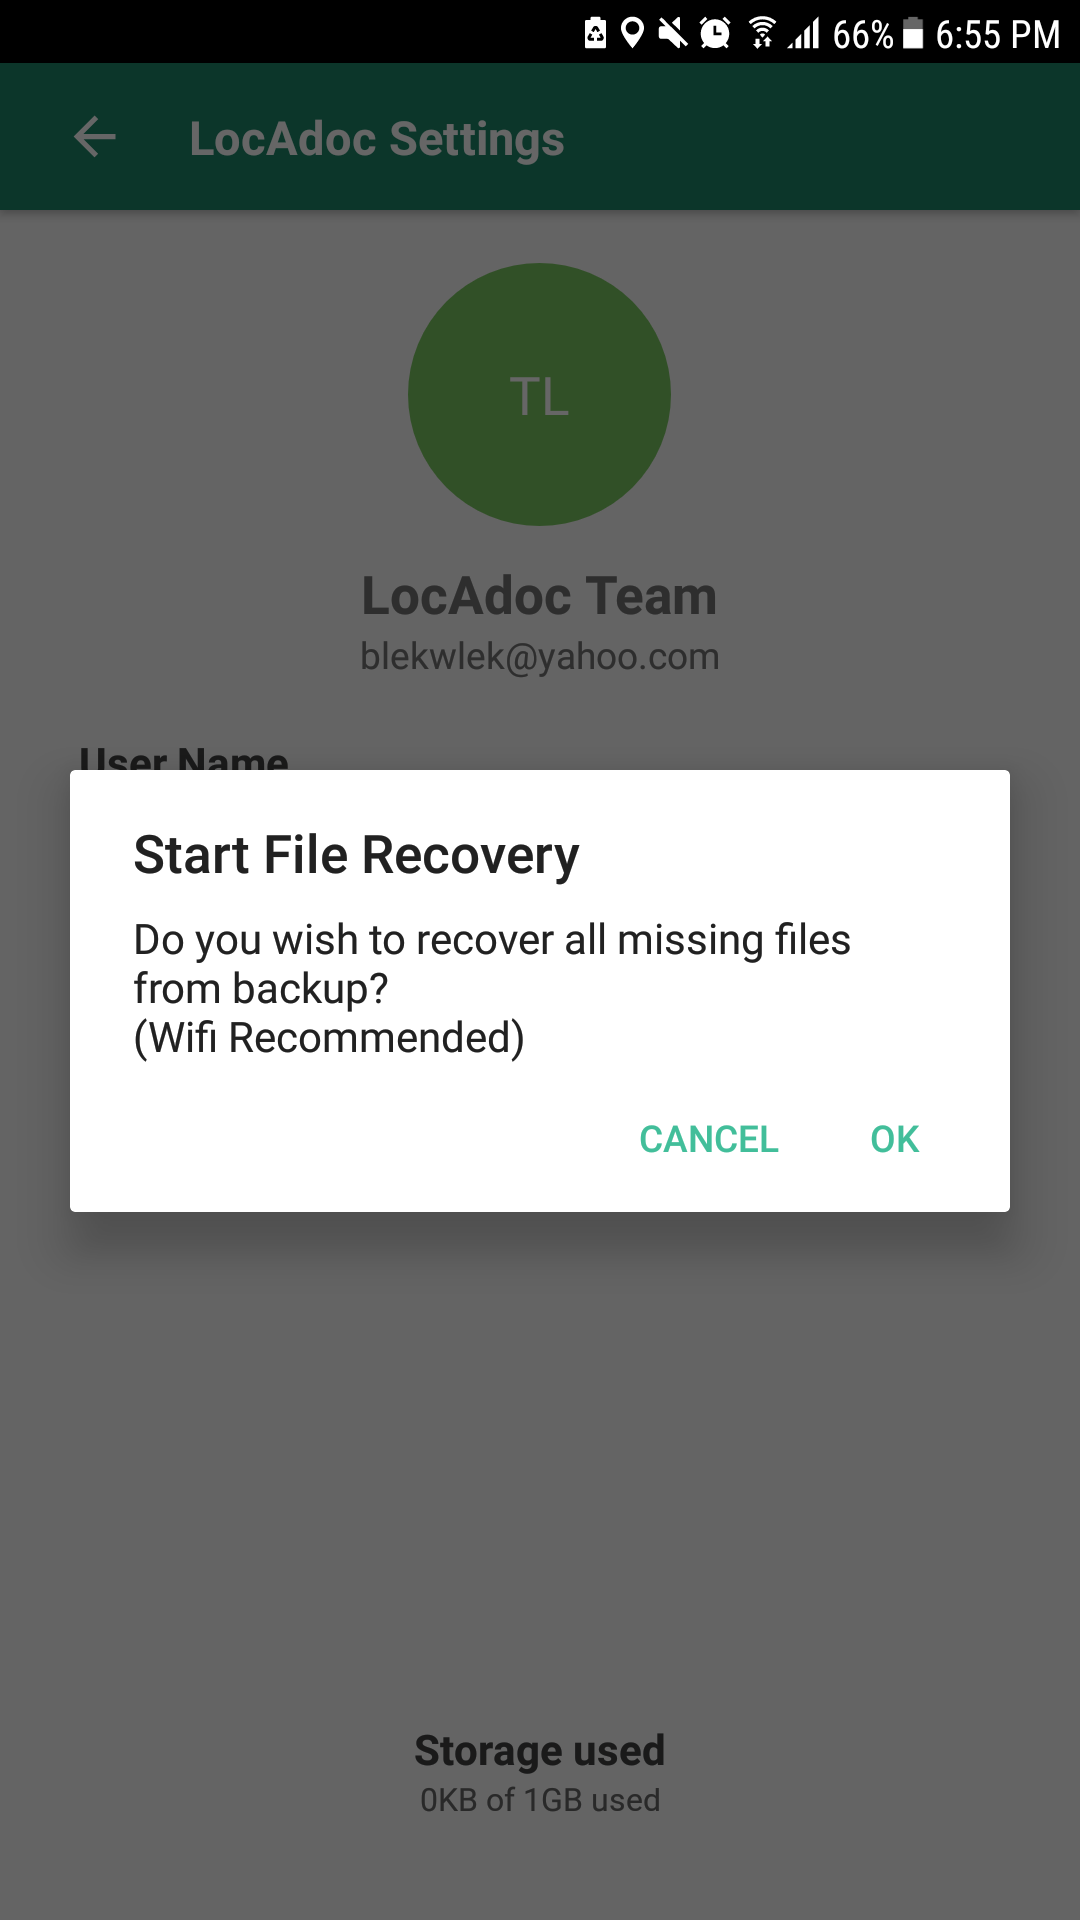 66% 6:55 PM
LocAdoc Settings
TL
LocAdoc Team
blekwlek@yahoo.com
User Name
Start File Recovery
Do you wish to recover all missing files
from backup?
(Wifi Recommended)
CANCEL OK
Storage used
0KB of 1GB used